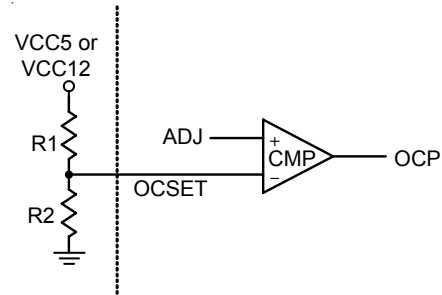 VCC5 or
VCC12
R1
ADJ
+
CMP
OCP
−
OCSET
R2